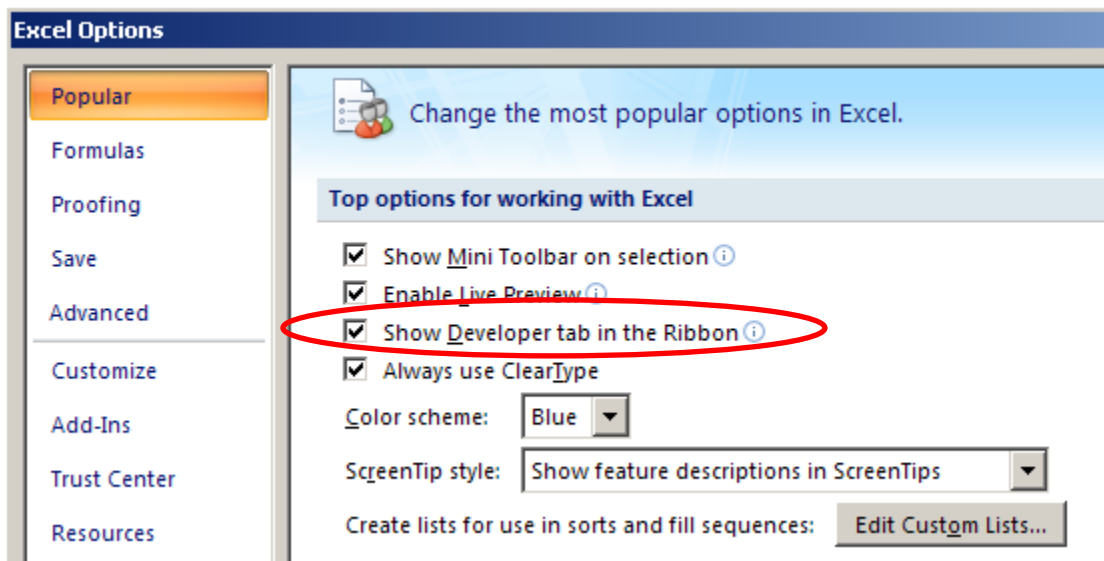 Excel Options
Popular
Formulas
Proofing
Save
Advanced
Customize
Add-Ins
Trust Center
Resources
Change the most popular options in Excel.
Top options for working with Excel
Show Mini Toolbar on selection
Enable Live Preview
Show Developer tab in the Ribbon
Always use ClearType
Color scheme: Blue
ScreenTip style: Show feature descriptions in ScreenTips
Create lists for use in sorts and fill sequences: Edit Custom Lists...